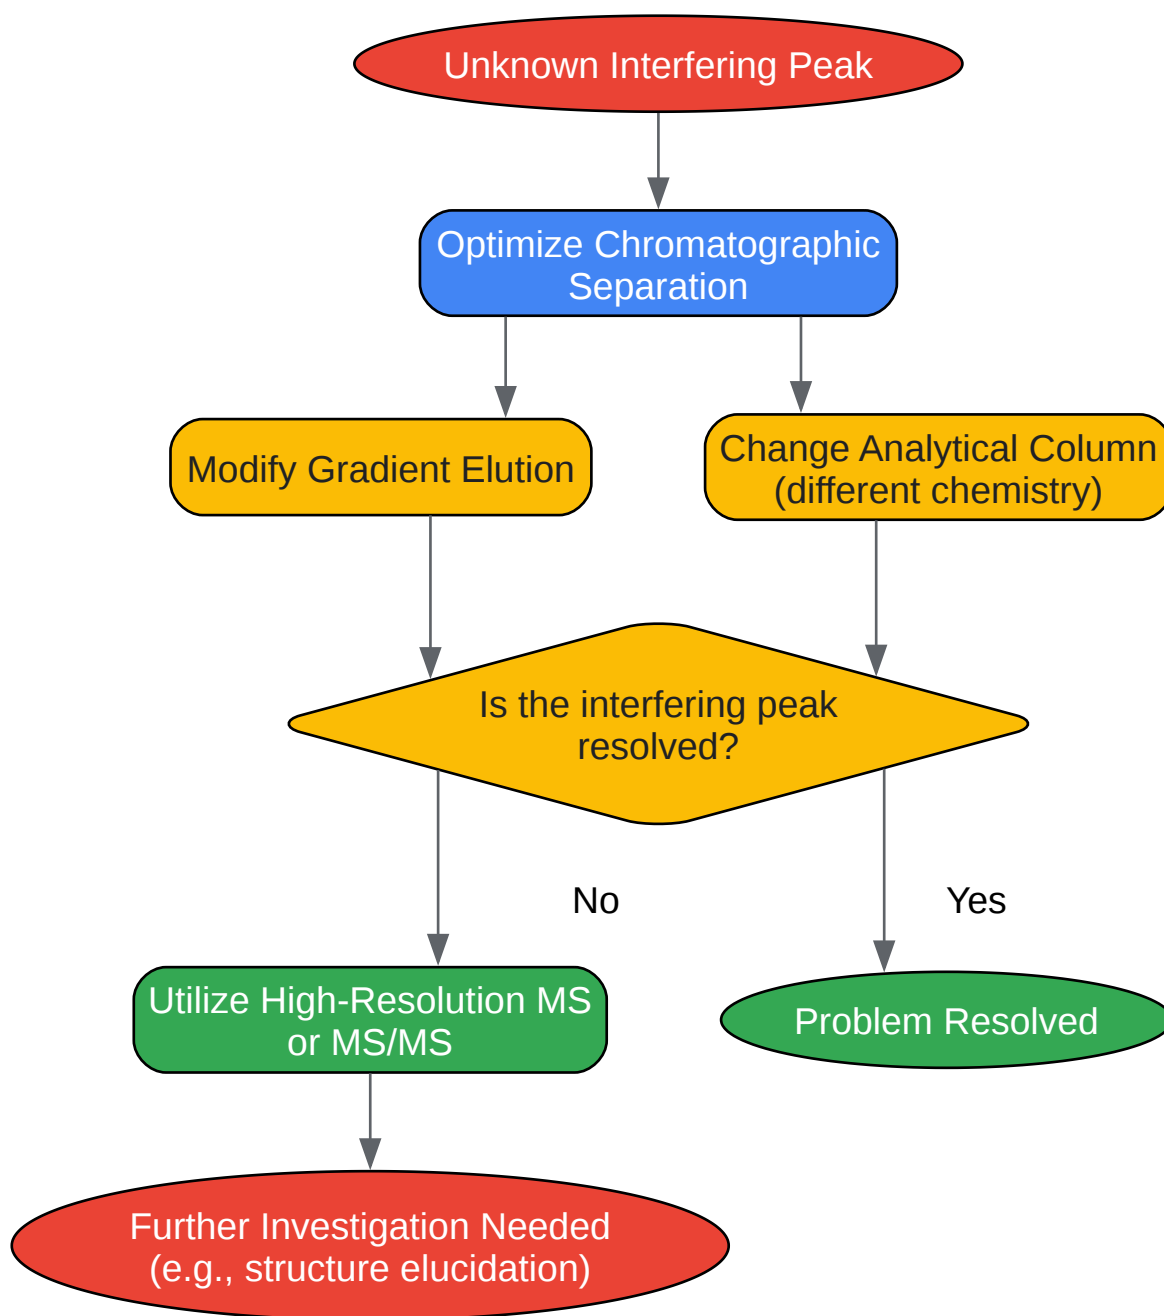 Unknown Interfering Peak
Optimize Chromatographic
Separation
Modify Gradient Elution
Change Analytical Column
(different chemistry)
Is the interfering peak
resolved?
No
Yes
Utilize High-Resolution MS
or MS/MS
Problem Resolved
Further Investigation Needed
(e.g., structure elucidation)